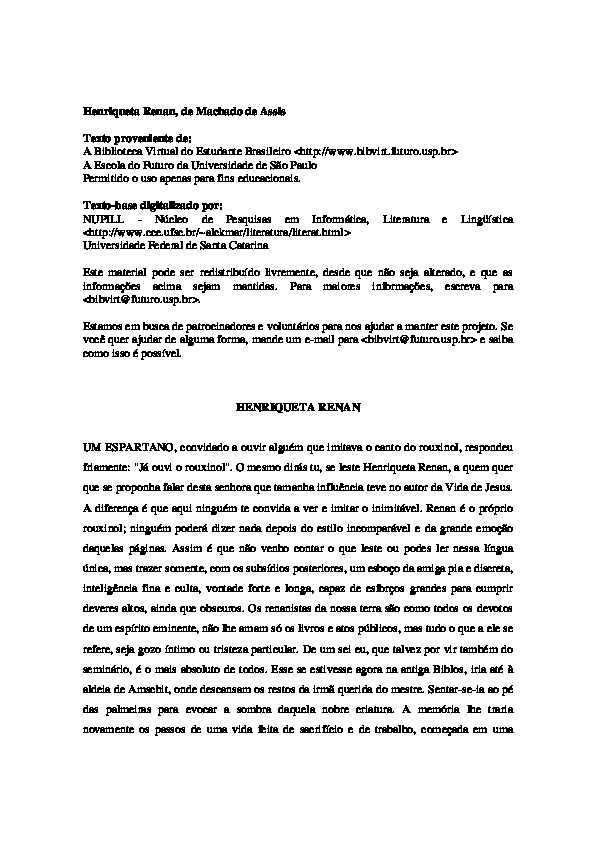 Henriqueta Renan, de Machado de Assis
Texto proveniente de:
A Biblioteca Virtual do Estudante Brasileiro <http://www.bibvirt.futuro.usp.br>
A Escola do Futuro da Universidade de São Paulo
Permitido o uso apenas para fins educacionais.
Texto-base digitalizado por:
NUPILL - Núcleo de Pesquisas em Informática, Literatura e Lingüística
<http://www.cce.ufsc.br/~alckmar/literatura/literat.html>
Universidade Federal de Santa Catarina
Este material pode ser redistribuído livremente, desde que não seja alterado, e que as
informações acima sejam mantidas. Para maiores informações, escreva para
<bibvirt@futuro.usp.br>.
Estamos em busca de patrocinadores e voluntários para nos ajudar a manter este projeto. Se
você quer ajudar de alguma forma, mande um e-mail para <bibvirt@futuro.usp.br> e saiba
como isso é possível.
HENRIQUETA RENAN
UM ESPARTANO, convidado a ouvir alguém que imitava o canto do rouxinol, respondeu
friamente: "Já ouvi o rouxinol". O mesmo dirás tu, se leste Henriqueta Renan, a quem quer
que se proponha falar desta senhora que tamanha influência teve no autor da Vida de Jesus.
A diferença é que aqui ninguém te convida a ver e imitar o inimitável. Renan é o próprio
rouxinol; ninguém poderá dizer nada depois do estilo incomparável e da grande emoção
daquelas páginas. Assim é que não venho contar o que leste ou podes ler nessa língua
única, mas trazer somente, com os subsídios posteriores, um esboço da amiga pia e discreta,
inteligência fina e culta, vontade forte e longa, capaz de esforços grandes para cumprir
deveres altos, ainda que obscuros. Os renanistas da nossa terra são como todos os devotos
de um espírito eminente, não lhe amam só os livros e atos públicos, mas tudo o que a ele se
refere, seja gozo íntimo ou tristeza particular. De um sei eu, que talvez por vir também do
seminário, é o mais absoluto de todos. Esse se estivesse agora na antiga Biblos, iria até à
aldeia de Amschit, onde descansam os restos da irmã querida do mestre. Sentar-se-ia ao pé
das palmeiras para evocar a sombra daquela nobre criatura. A memória lhe traria
novamente os passos de uma vida feita de sacrifício e de trabalho, começada em uma